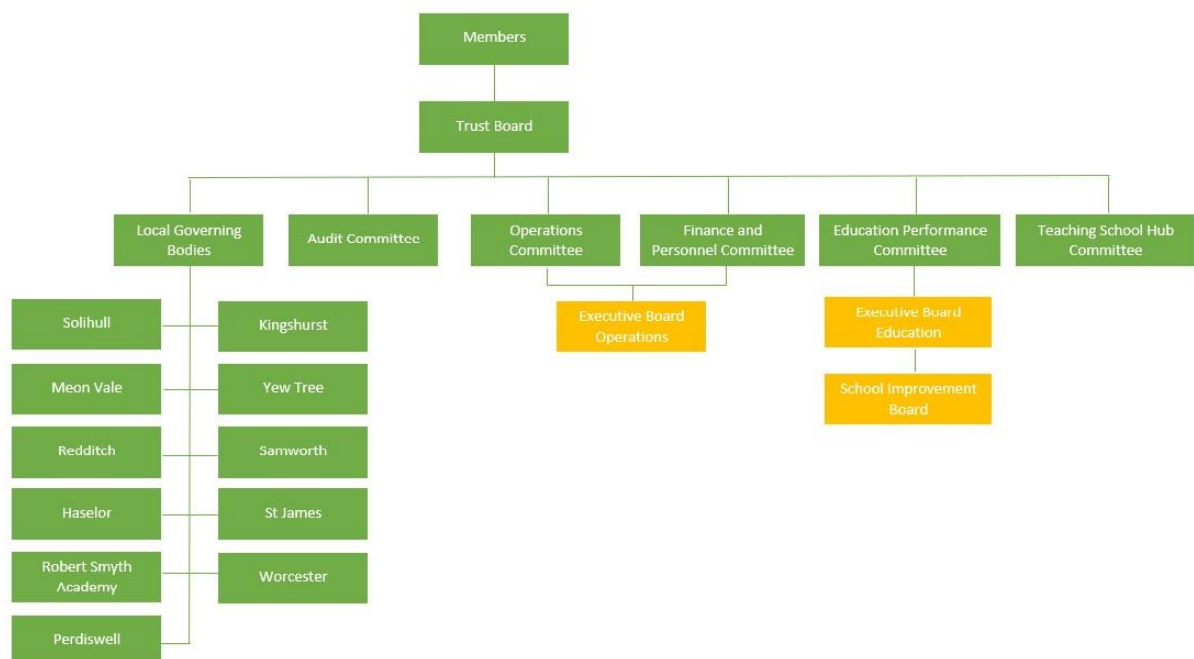 Members
Trust Board
Local Governing
Bodies
Audit Committee
Operations
Committee
Finance and
Personnel Committee
Education Performance
Committee
Teaching School Hub
Committee
Executive Board
Operations
Executive Board
Education
School Improvement
Board
Solihull
Kingshurst
Meon Vale
Yew Tree
Redditch
Samworth
Haselor
St James
Robert Smyth
Academy
Worcester
Perdiswell